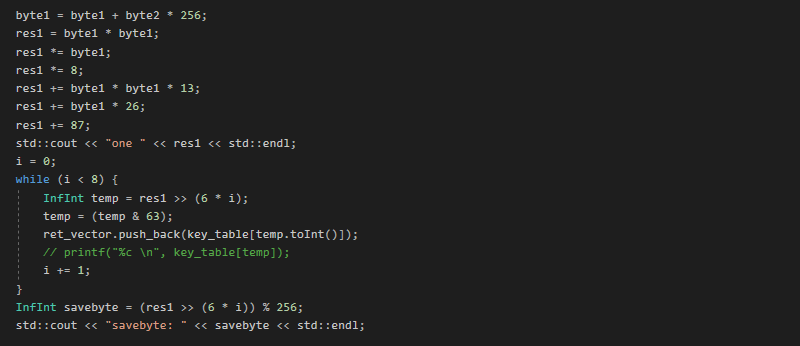 byte1 = byte1 + byte2 * 256;
res1 = byte1 * byte1;
res1 *= byte1;
res1 *= 8;
res1 += byte1 * byte1 * 13;
res1 += byte1 * 26;
res1 += 87;
std::cout << "one " << res1 << std::endl;
i = 0;
while (i < 8) {
    InfInt temp = res1 >> (6 * i);
    temp = (temp & 63);
    ret_vector.push_back(key_table[temp.toInt()]);
    // printf("%c \n", key_table[temp]);
    i += 1;
}
InfInt savebyte = (res1 >> (6 * i)) % 256;
std::cout << "savebyte: " << savebyte << std::endl;